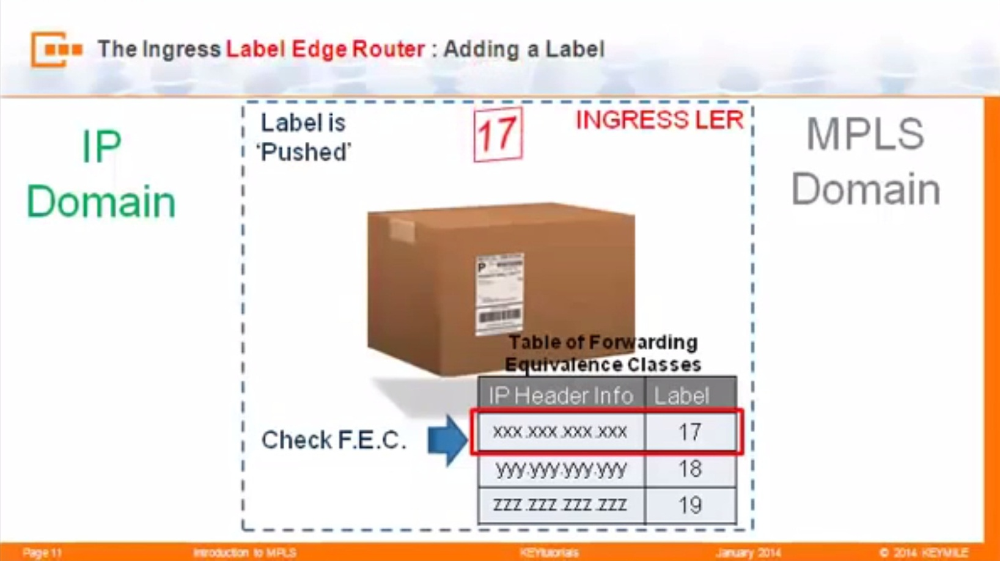 The Ingress Label Edge Router : Adding a Label
IP
Domain
Label is
‘Pushed’
17
INGRESS LER
MPLS
Domain
P
Table of Forwarding
Equivalence Classes
IP Header Info Label
xxx.xxx.xxx.xxx 17
yyy.yyy.yyy.yyy 18
zzz.zzz.zzz.zzz 19
Check F.E.C.
Page 11 Introduction to MPLS KEYtutorials January 2014 © 2014 KEYMILE